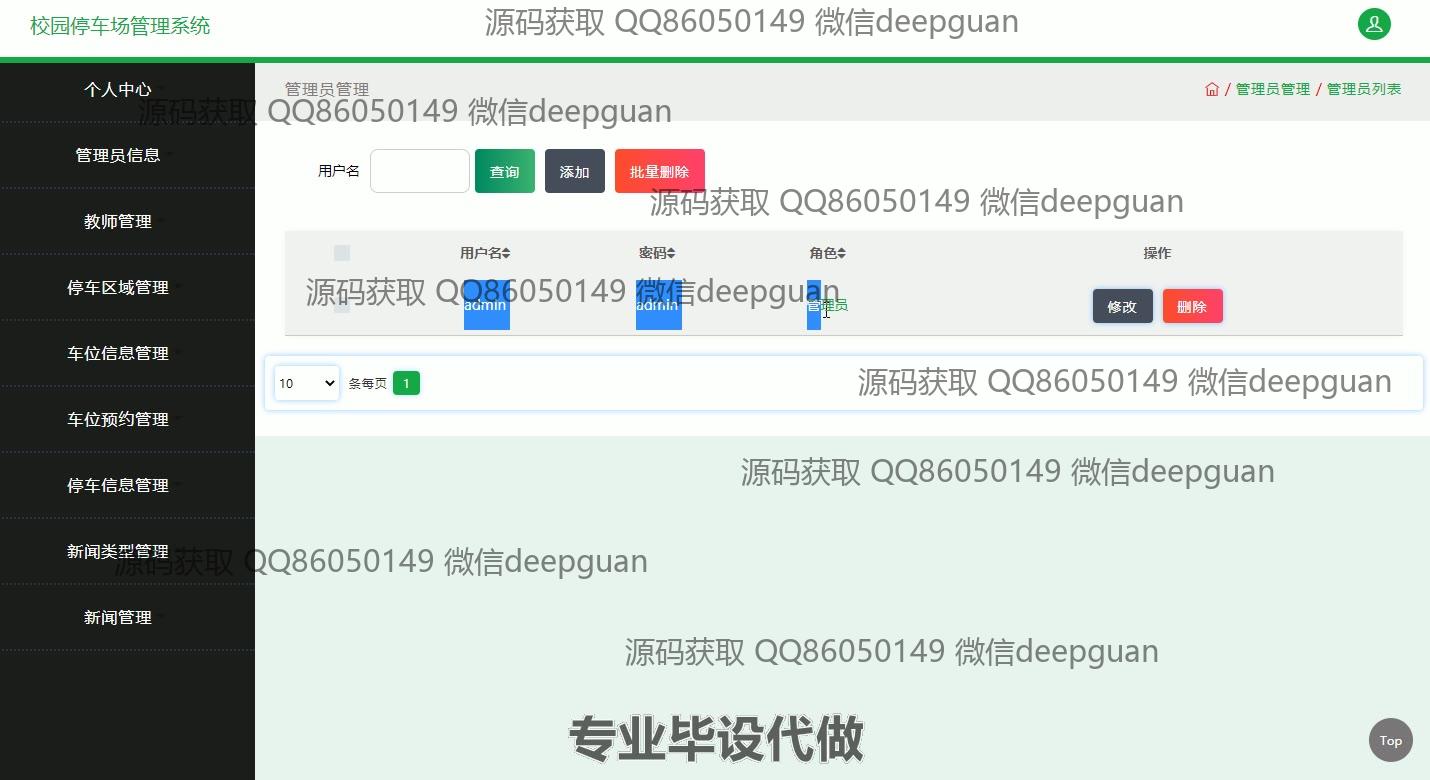 校园停车场管理系统
源码获取 QQ86050149 微信deepguan
个人中心
管理员管理
管理员管理 / 管理员列表
源码获取 QQ86050149 微信deepguan
管理员信息
用户名
查询
添加
批量删除
源码获取 QQ86050149 微信deepguan
教师管理
用户名 密码 角色 操作
停车区域管理
源码获取 QQ86050149 微信deepguan
admin admin 管理员 修改 删除
车位信息管理
10 条每页 1
源码获取 QQ86050149 微信deepguan
车位预约管理
源码获取 QQ86050149 微信deepguan
停车信息管理
新闻类型管理
源码获取 QQ86050149 微信deepguan
新闻管理
源码获取 QQ86050149 微信deepguan
专业毕设代做
Top